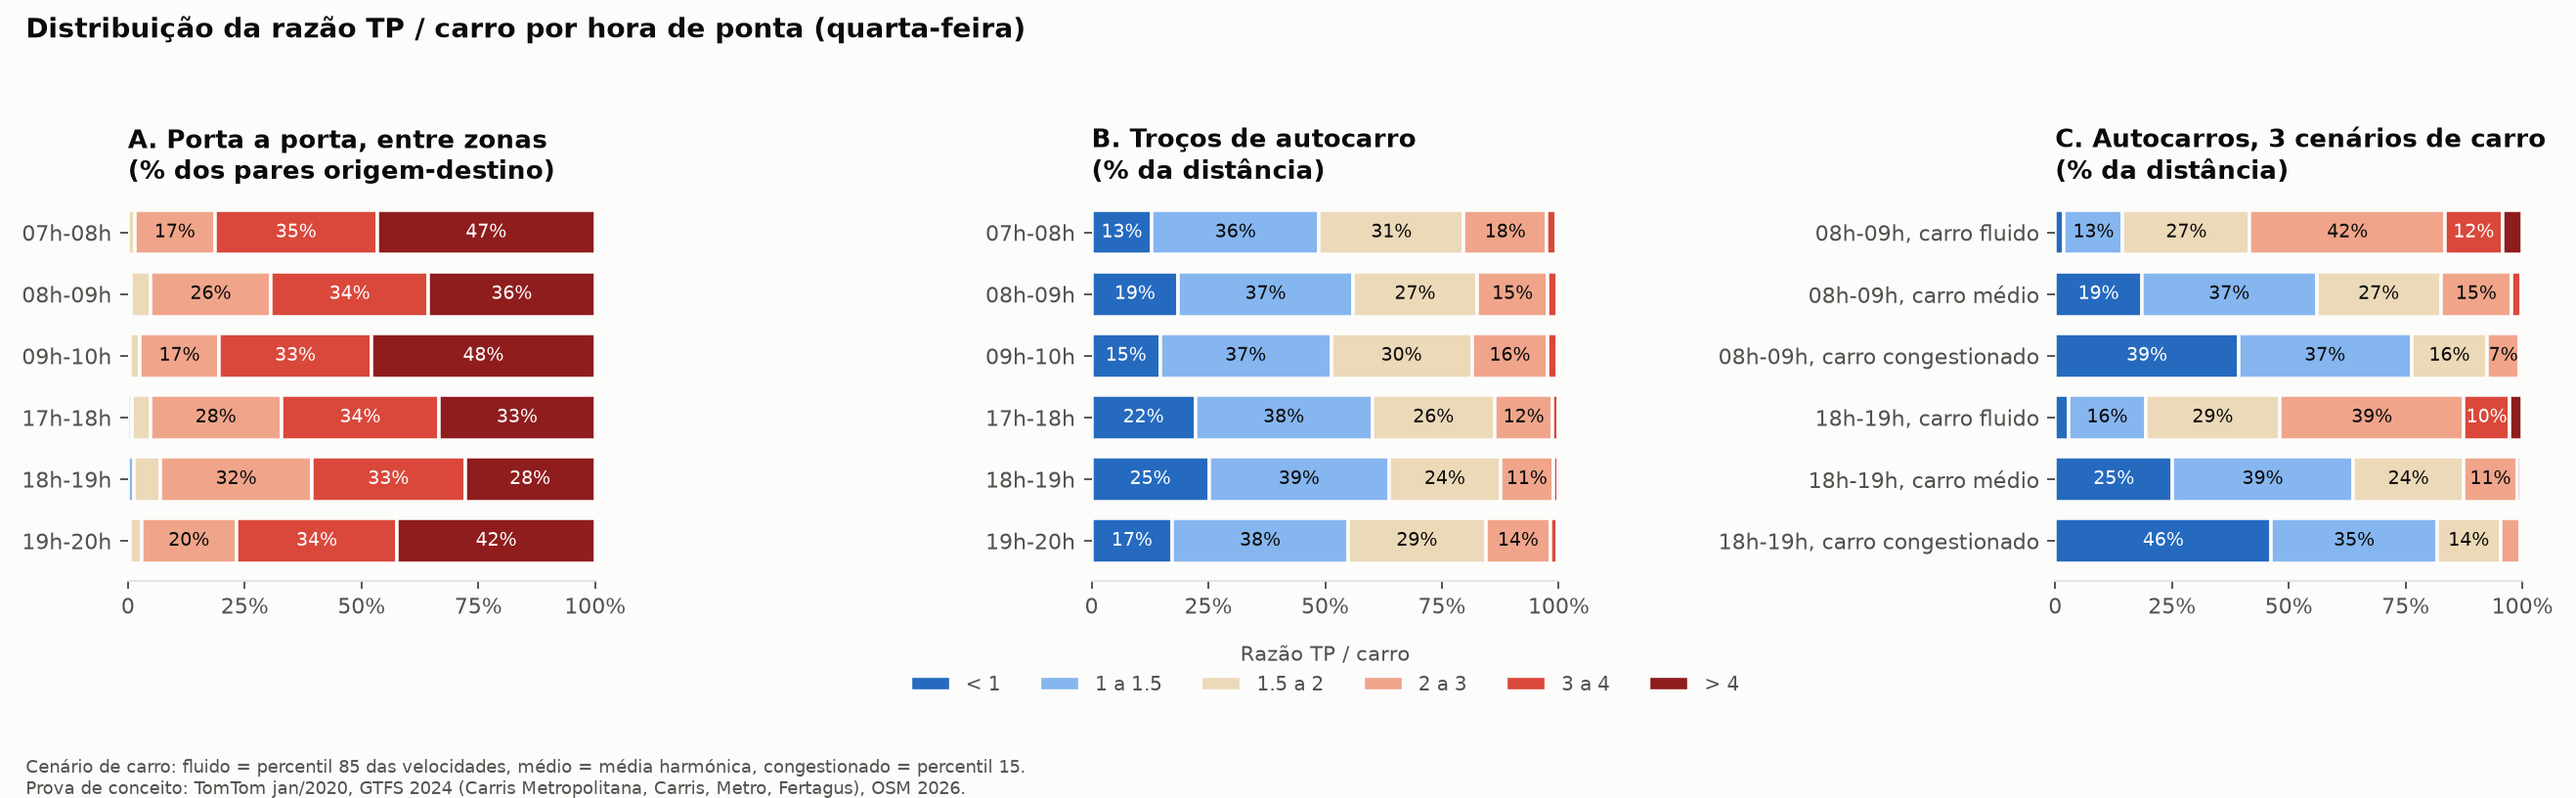 Distribuição da razão TP / carro por hora de ponta (quarta-feira)
A. Porta a porta, entre zonas
(% dos pares origem-destino)
07h-08h 17% 35% 47%
08h-09h 26% 34% 36%
09h-10h 17% 33% 48%
17h-18h 28% 34% 33%
18h-19h 32% 33% 28%
19h-20h 20% 34% 42%
0 25% 50% 75% 100%
B. Troços de autocarro
(% da distância)
07h-08h 13% 36% 31% 18%
08h-09h 19% 37% 27% 15%
09h-10h 15% 37% 30% 16%
17h-18h 22% 38% 26% 12%
18h-19h 25% 39% 24% 11%
19h-20h 17% 38% 29% 14%
0 25% 50% 75% 100%
C. Autocarros, 3 cenários de carro
(% da distância)
08h-09h, carro fluido 13% 27% 42% 12%
08h-09h, carro médio 19% 37% 27% 15%
08h-09h, carro congestionado 39% 37% 16% 7%
18h-19h, carro fluido 16% 29% 39% 10%
18h-19h, carro médio 25% 39% 24% 11%
18h-19h, carro congestionado 46% 35% 14%
0 25% 50% 75% 100%
Razão TP / carro
< 1 1 a 1.5 1.5 a 2 2 a 3 3 a 4 > 4
Cenário de carro: fluido = percentil 85 das velocidades, médio = média harmónica, congestionado = percentil 15.
Prova de conceito: TomTom jan/2020, GTFS 2024 (Carris Metropolitana, Carris, Metro, Fertagus), OSM 2026.